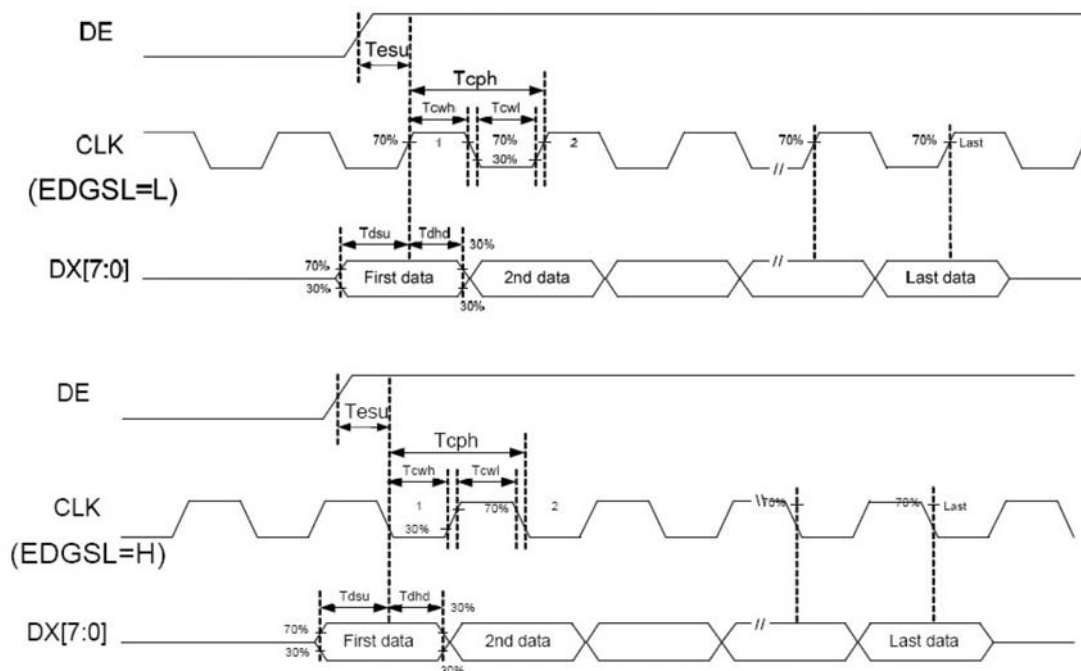 DE
Tesu
Tcph
Tcwh
Tcwl
CLK
70%
1
70%
30%
2
70%
70%
Last
//
(EDGSL=L)
Tdsu
Tdhd
30%
DX[7:0]
70%
30%
First data
2nd data
//
Last data
30%
DE
Tesu
Tcph
Tcwh
Tcwl
CLK
1
30%
70%
2
\\
70%
70%
Last
(EDGSL=H)
Tdsu
Tdhd
30%
DX[7:0]
70%
30%
First data
2nd data
//
Last data
30%